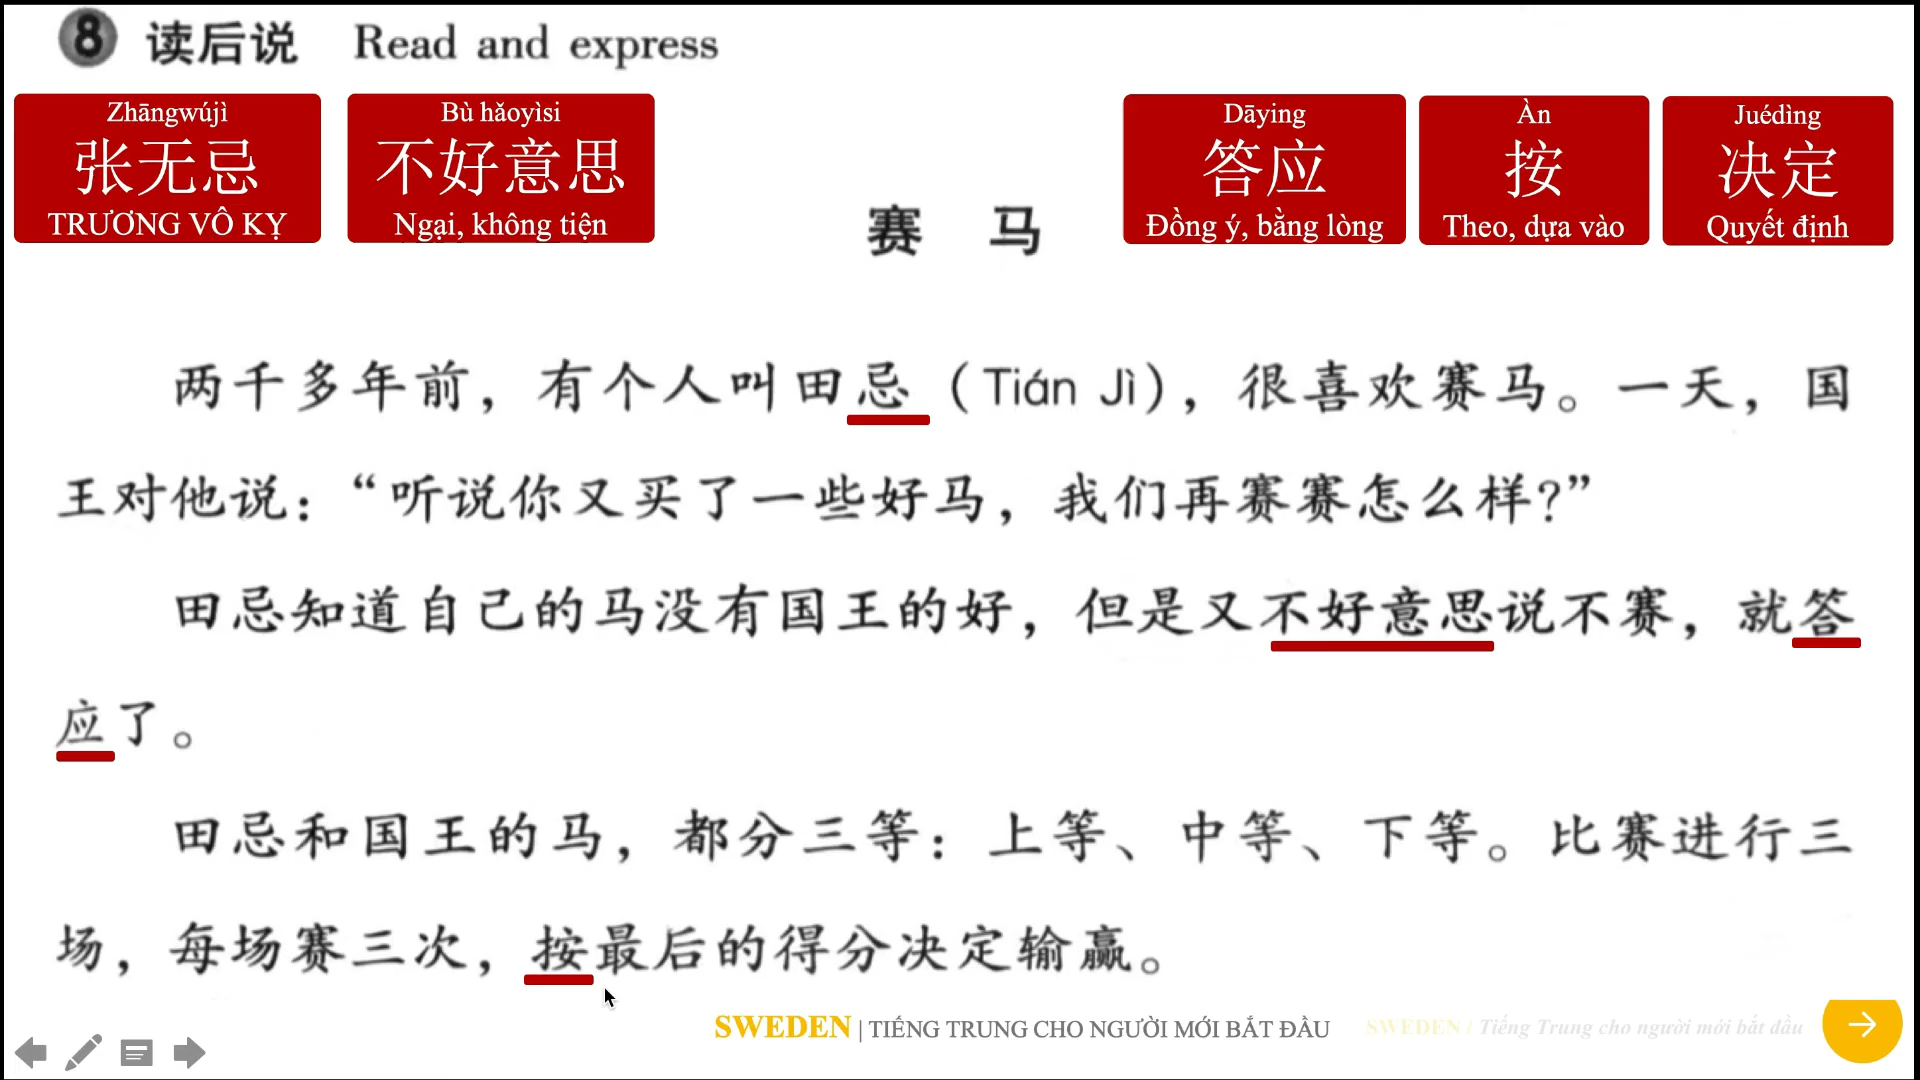 8 读后说 Read and express
Zhāngwújì
张无忌
TRƯƠNG VÔ KỴ
Bù hǎoyìsi
不好意思
Ngại, không tiện
Dāying
答应
Đồng ý, bằng lòng
Àn
按
Theo, dựa vào
Juédìng
决定
Quyết định
赛 马
两千多年前，有个人叫田忌（Tián Jì），很喜欢赛马。一天，国
王对他说：“听说你又买了一些好马，我们再赛赛怎么样?”
田忌知道自己的马没有国王的好，但是又不好意思说不赛，就答
应了。
田忌和国王的马，都分三等：上等、中等、下等。比赛进行三
场，每场赛三次，按最后的得分决定输赢。
SWEDEN | TIẾNG TRUNG CHO NGƯỜI MỚI BẮT ĐẦU
SWEDEN / Tiếng Trung cho người mới bắt đầu